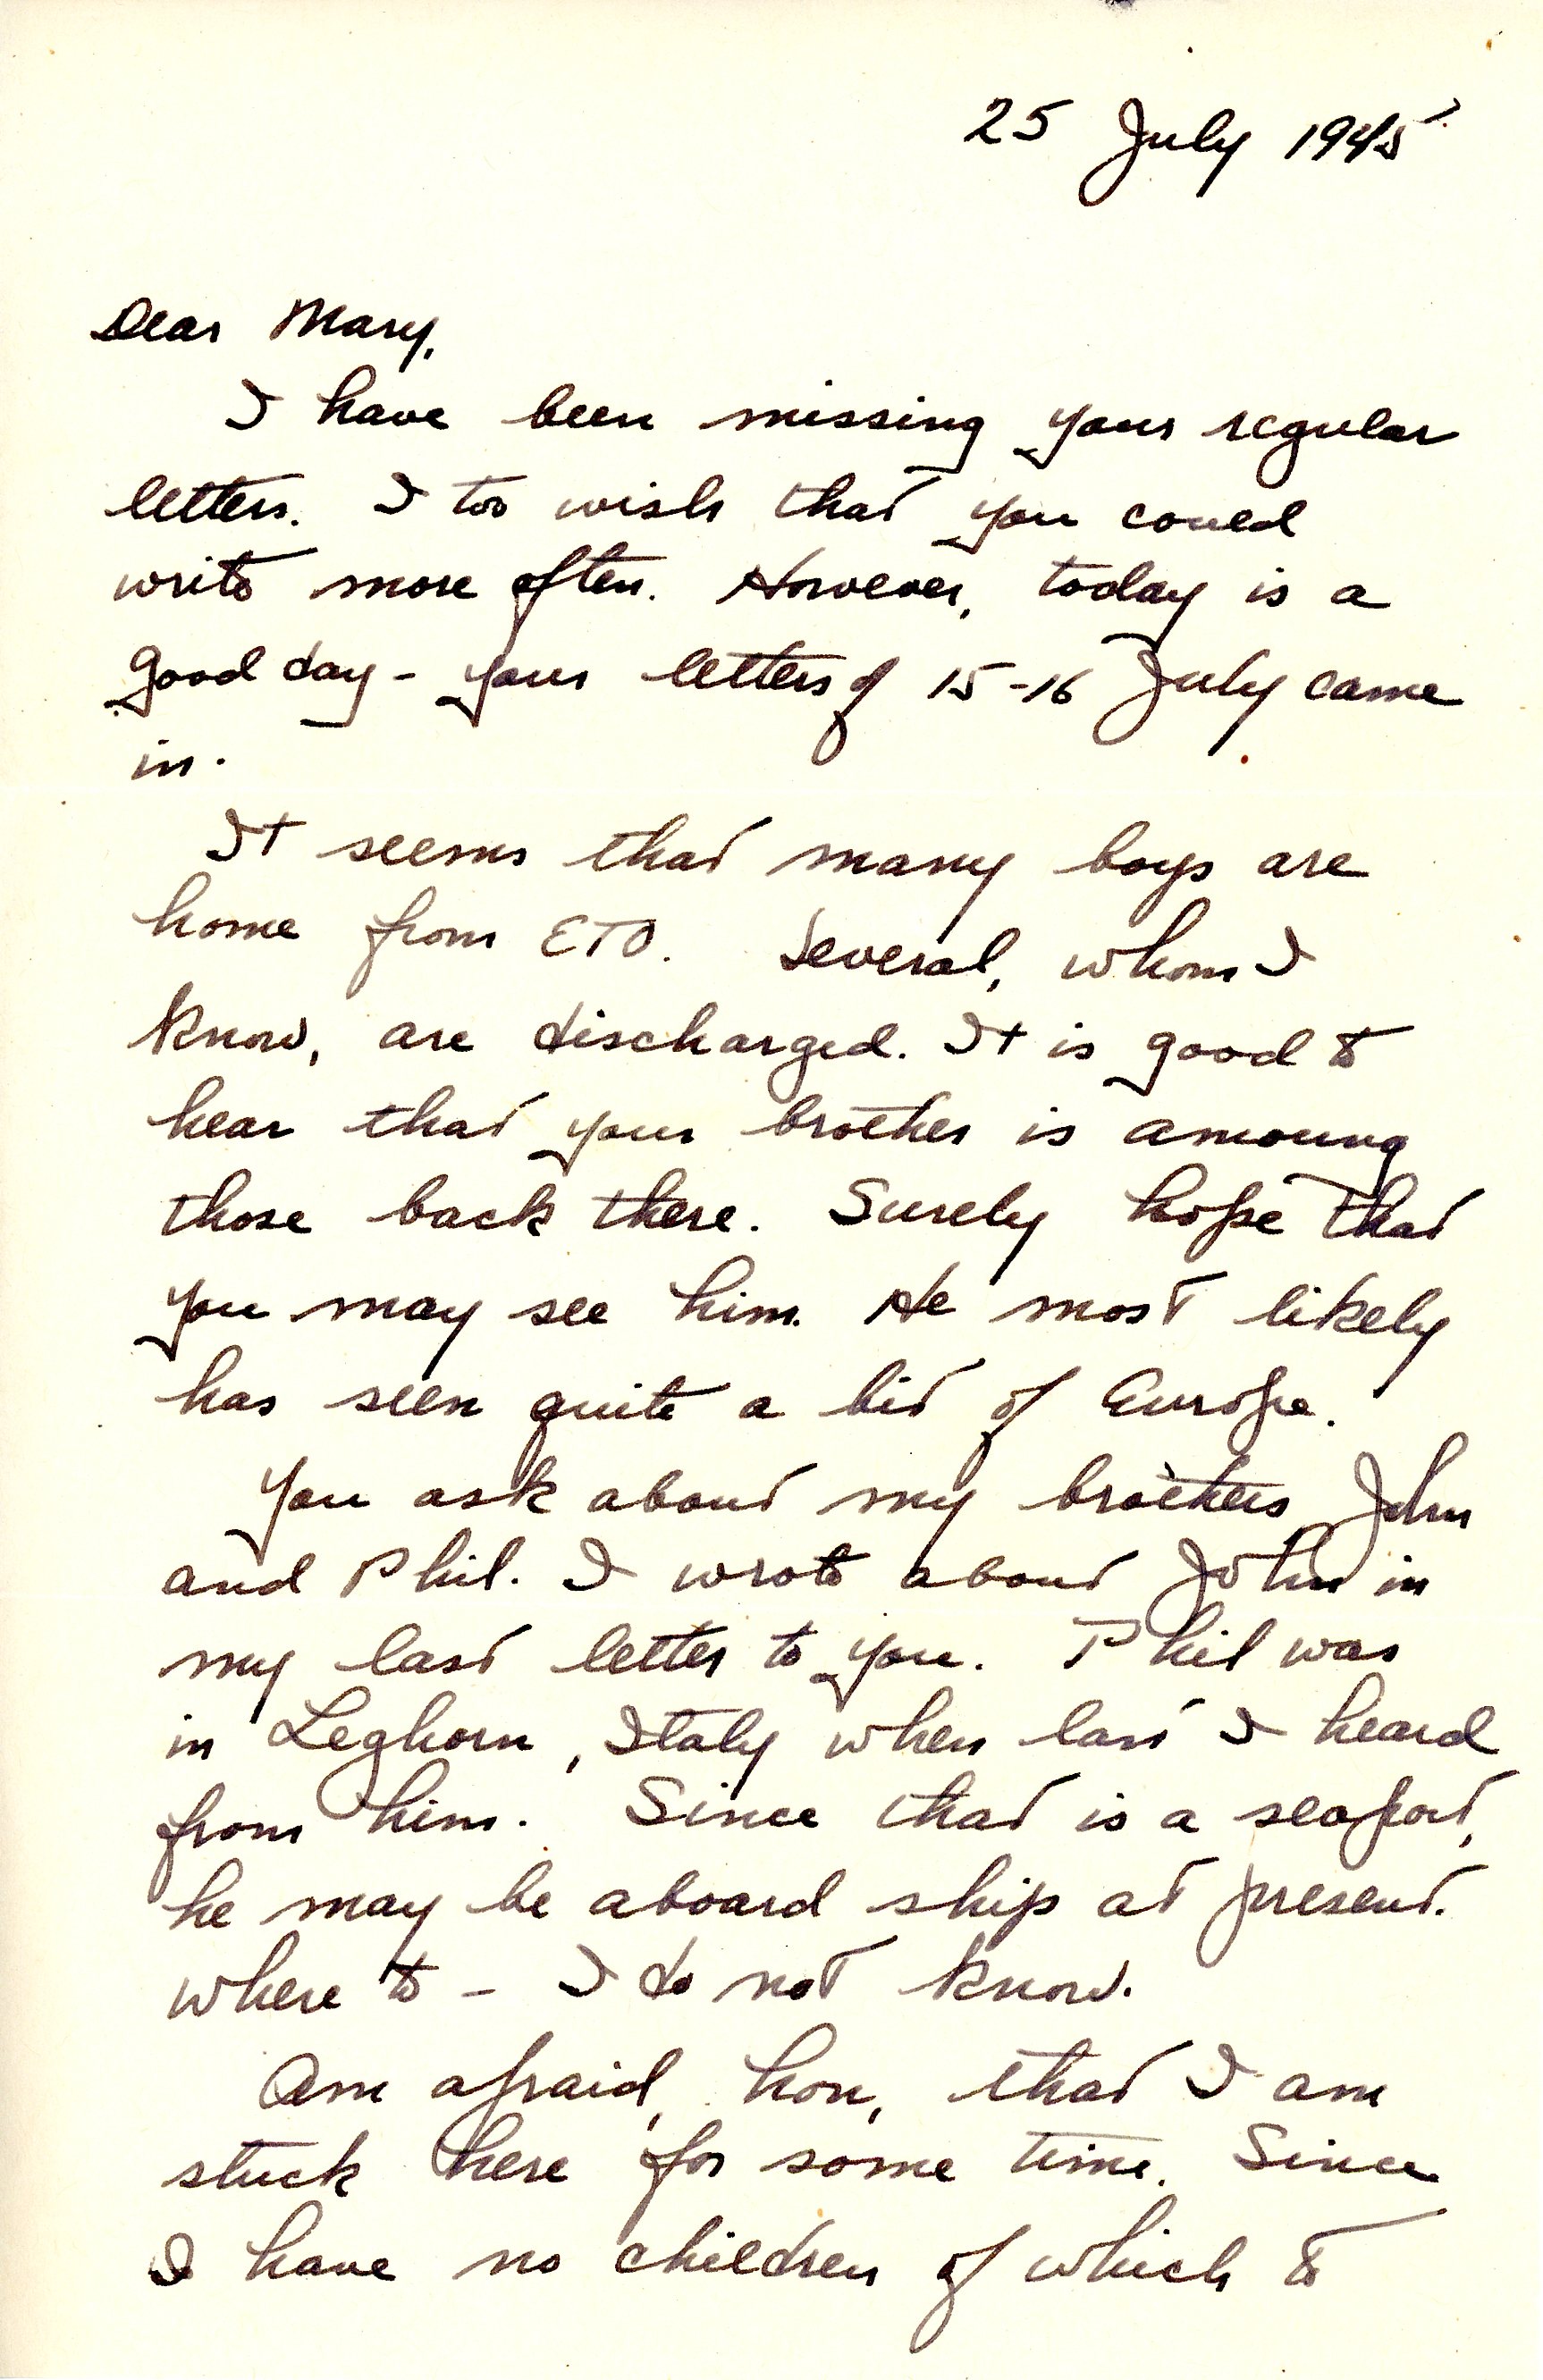 25 July 1945
Dear Mary,
I have been missing your regular
letters. I too wish that you could
write more often. However, today is a
good day - your letters of 15-16 July came
in.
It seems that many boys are
home from ETO. Several, whom I
know, are discharged. It is good to
hear that your brother is amoung
those back there. Surely hope that
you may see him. He most likely
has seen quite a bit of Europe.
You ask about my brothers John
and Phil. I wrote about John in
my last letter to you. Phil was
in Leghorn, Italy when last I heard
from him. Since that is a seaport,
he may be aboard ship at present.
where to - I do not know.
Am afraid, hon, that I am
stuck here for some time. Since
I have no children of which to